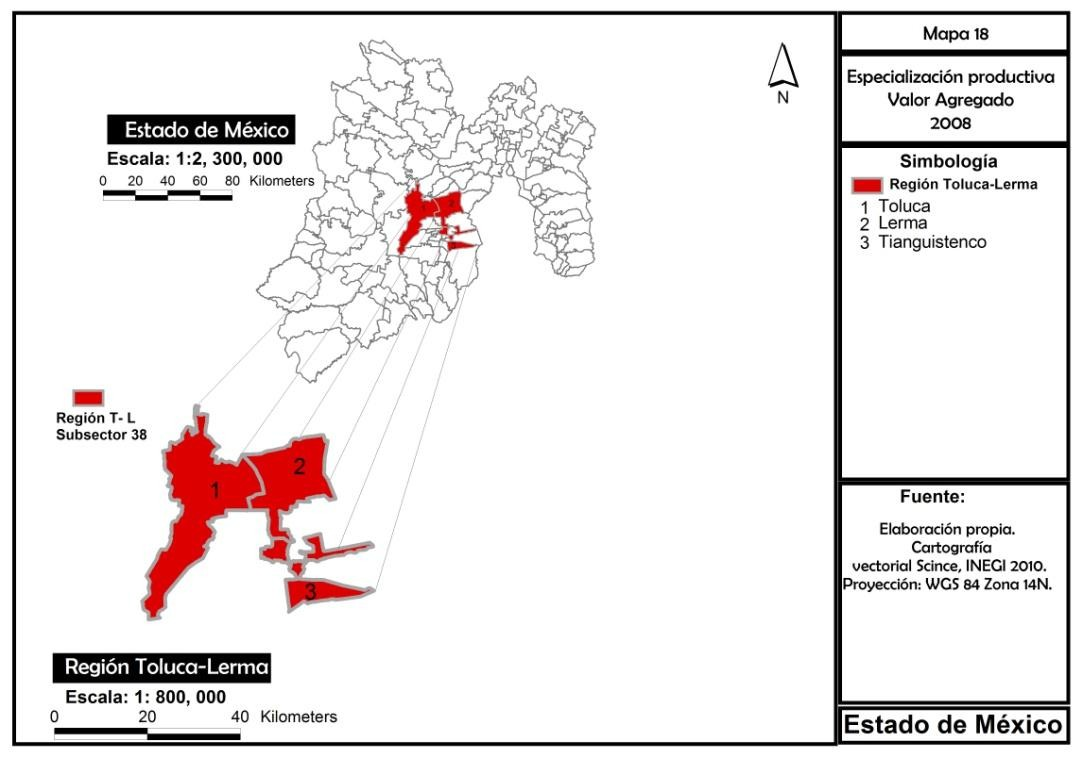 Mapa 18
Especialización productiva
Valor Agregado
2008
Simbología
Región Toluca-Lerma
1 Toluca
2 Lerma
3 Tianguistenco
Fuente:
Elaboración propia.
Cartografía
vectorial Scince, INEGI 2010.
Proyección: WGS 84 Zona 14N.
Estado de México
N
Estado de México
Escala: 1:2, 300, 000
0 20 40 60 80 Kilometers
1
2
3
Región T- L
Subsector 38
1
2
3
Región Toluca-Lerma
Escala: 1: 800, 000
0 20 40 Kilometers